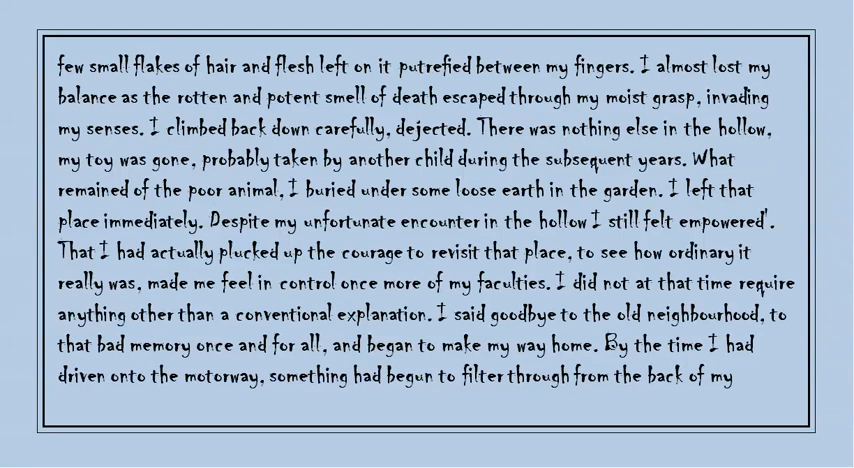 few small flakes of hair and flesh left on it putrefied between my fingers. I almost lost my
balance as the rotten and potent smell of death escaped through my moist grasp, invading
my senses. I climbed back down carefully, dejected. There was nothing else in the hollow,
my toy was gone, probably taken by another child during the subsequent years. What
remained of the poor animal, I buried under some loose earth in the garden. I left that
place immediately. Despite my unfortunate encounter in the hollow I still felt empowered'.
That I had actually plucked up the courage to revisit that place, to see how ordinary it
really was, made me feel in control once more of my faculties. I did not at that time require
anything other than a conventional explanation. I said goodbye to the old neighbourhood, to
that bad memory once and for all, and began to make my way home. By the time I had
driven onto the motorway, something had begun to filter through from the back of my